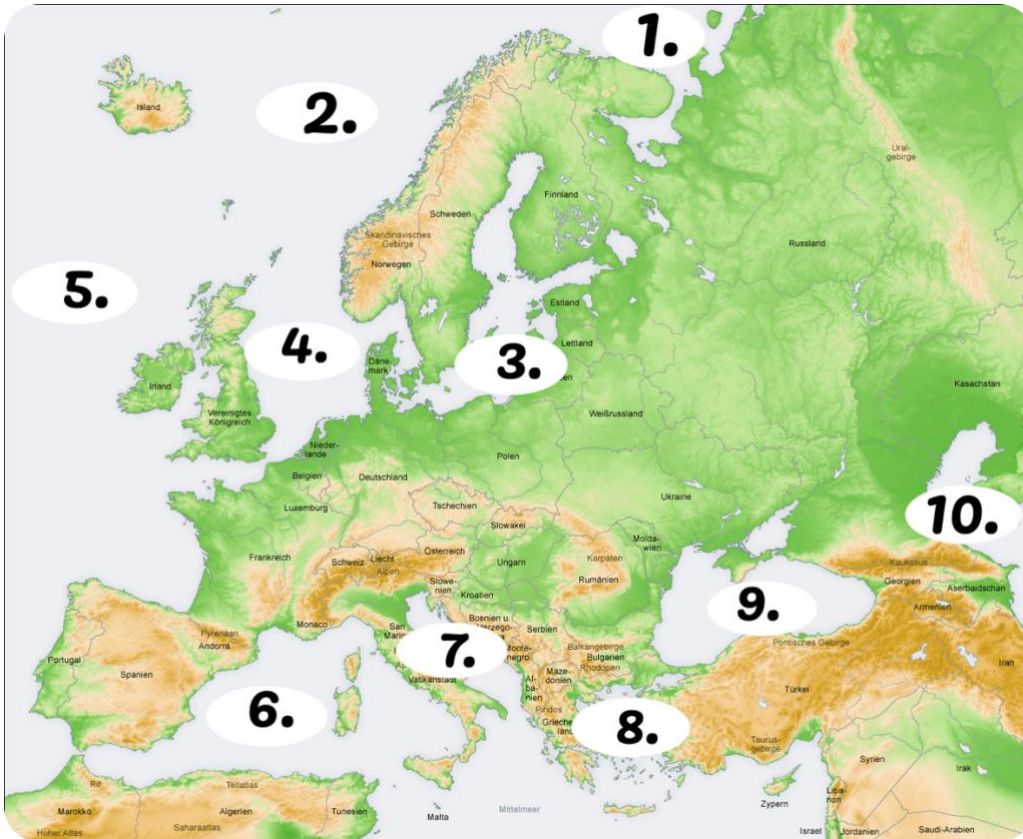 1.
2.
Island
Ural-
gebirge
Finnland
Schweden
Skandinavisches
Gebirge
Norwegen
Russland
5.
Estland
4.
Lettland
3.
Däne-
mark
en
Irland
Vereinigtes
Königreich
Kasachstan
Weißrussland
Nieder-
lande
Polen
Belgien
Deutschland
Ukraine
Luxemburg
Tschechien
10.
Slowakei
Molda-
wien
Frankreich
Schweiz
Liecht
Österreich
Alpen
Ungarn
Karpaten
Rumänien
Kaukasus
Georgien
Aserbaidschan
Slowe-
nien
Kroatien
Armenien
9.
Monaco
San
Marin
Bosnien u.
Herzego-
Serbien
Pyrenäen
Andorra
Pontisches Gebirge
7.
Monte-
negro
Balkangebirge
Bulgarien
Rhodopen
Portugal
Spanien
Vatikanstadt
Al-
ba-
nien
Maze-
donien
Iran
Türkei
6.
Pindos
Grieche
land
8.
Taurus-
gebirge
Syrien
Irak
Rif
Tellatlas
Marokko
Algerien
Tunesien
Malta
Mittelmeer
Zypern
Liba-
non
Hoher Atlas
Saharaatlas
Israel
Jordanien
Saudi-Arabien